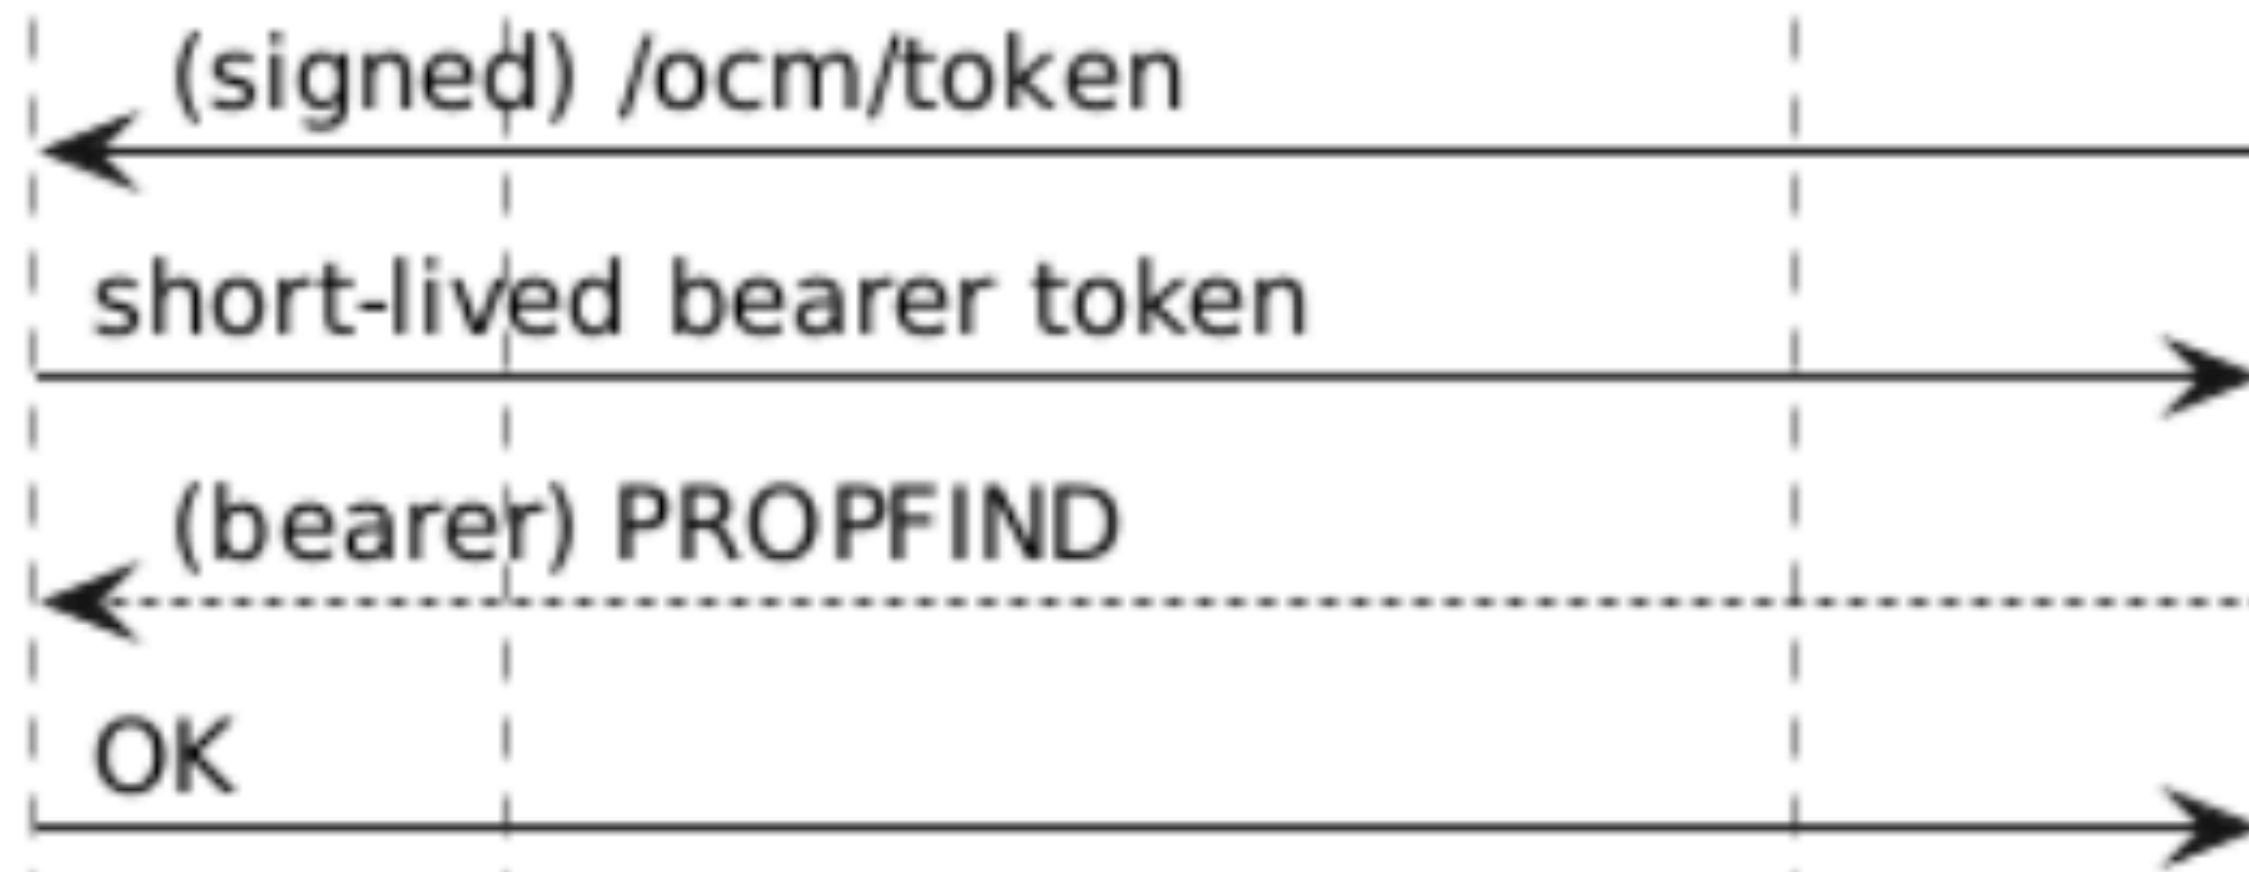 (signed) /ocm/token
short-lived bearer token
(bearer) PROPFIND
OK